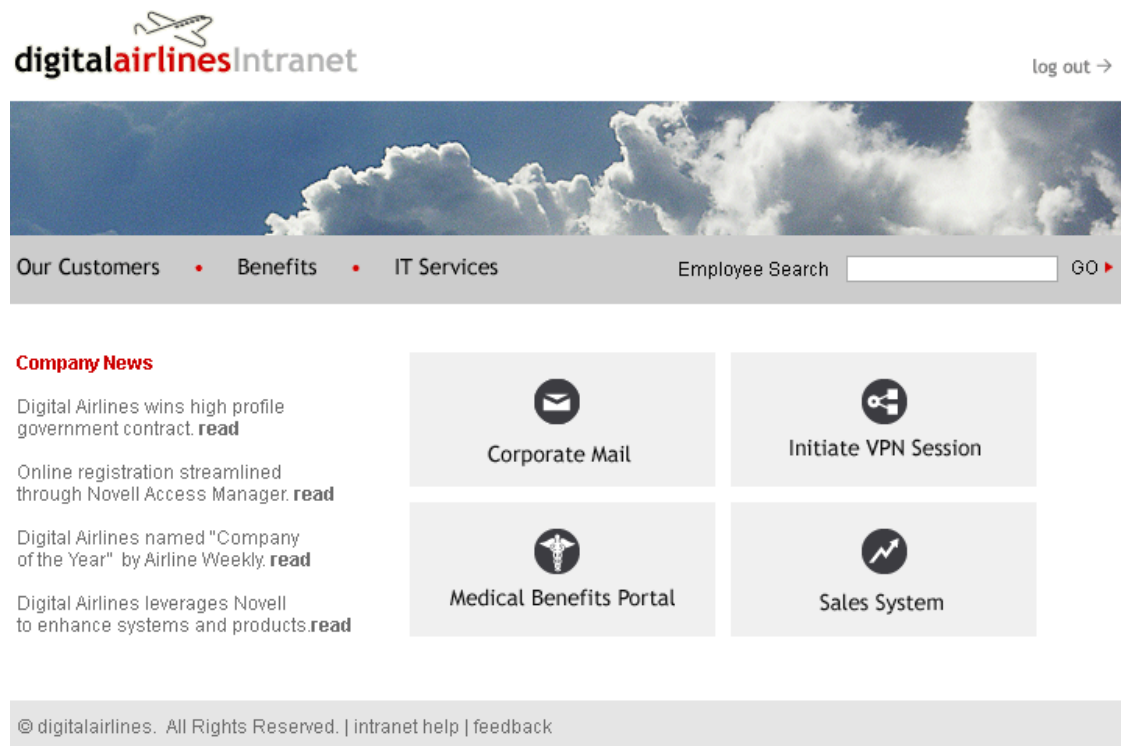 digitalairlinesIntranet
log out →
Our Customers • Benefits • IT Services Employee Search GO
Company News
Digital Airlines wins high profile
government contract. read
Online registration streamlined
through Novell Access Manager. read
Digital Airlines named "Company
of the Year" by Airline Weekly. read
Digital Airlines leverages Novell
to enhance systems and products.read
Corporate Mail
Initiate VPN Session
Medical Benefits Portal
Sales System
© digitalairlines. All Rights Reserved. | intranet help | feedback